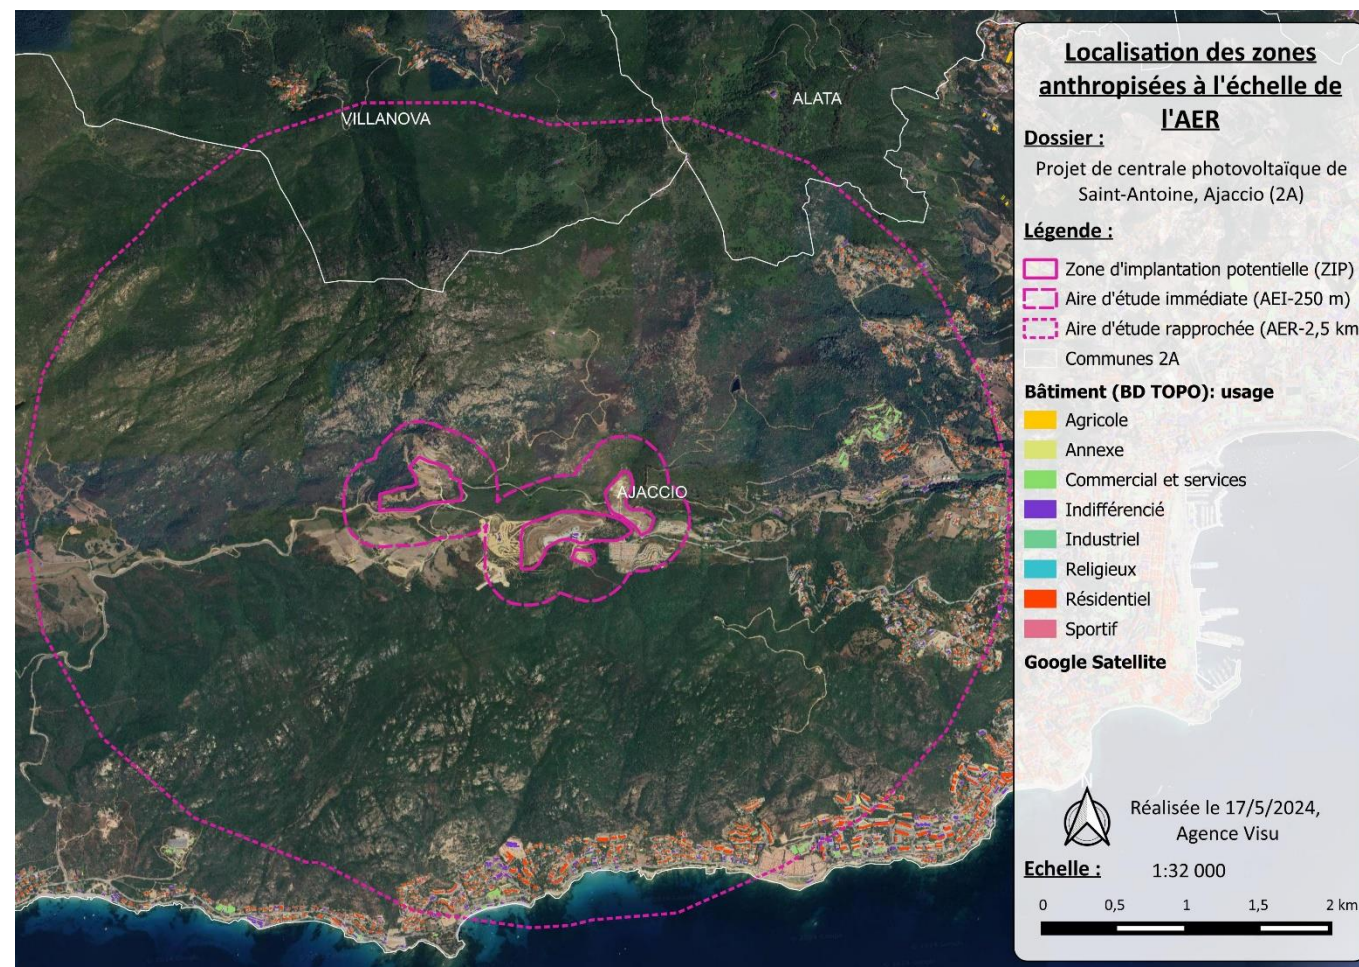 VILLANOVA
ALATA
AJACCIO
Localisation des zones
anthropisées à l'échelle de
l'AER
Dossier :
Projet de centrale photovoltaïque de
Saint-Antoine, Ajaccio (2A)
Légende :
Zone d'implantation potentielle (ZIP)
Aire d'étude immédiate (AEI-250 m)
Aire d'étude rapprochée (AER-2,5 km
Communes 2A
Bâtiment (BD TOPO): usage
Agricole
Annexe
Commercial et services
Indifférencié
Industriel
Religieux
Résidentiel
Sportif
Google Satellite
N
Réalisée le 17/5/2024,
Agence Visu
Echelle : 1:32 000
0 0,5 1 1,5 2 km